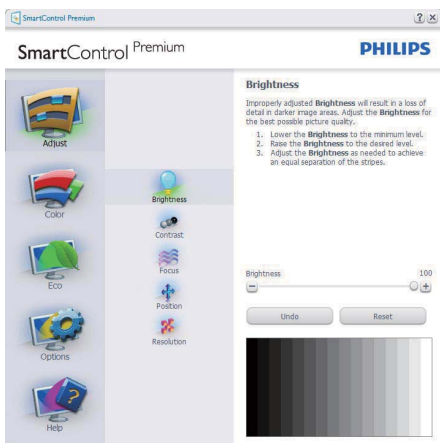 SmartControl Premium
SmartControl Premium
PHILIPS
Adjust
Color
Eco
Options
Help
Brightness
Contrast
Focus
Position
Resolution
Brightness
Improperly adjusted Brightness will result in a loss of
detail in darker image areas. Adjust the Brightness for
the best possible picture quality.
1. Lower the Brightness to the minimum level.
2. Raise the Brightness to the desired level.
3. Adjust the Brightness as needed to achieve
an equal separation of the stripes.
Brightness 100
Undo Reset